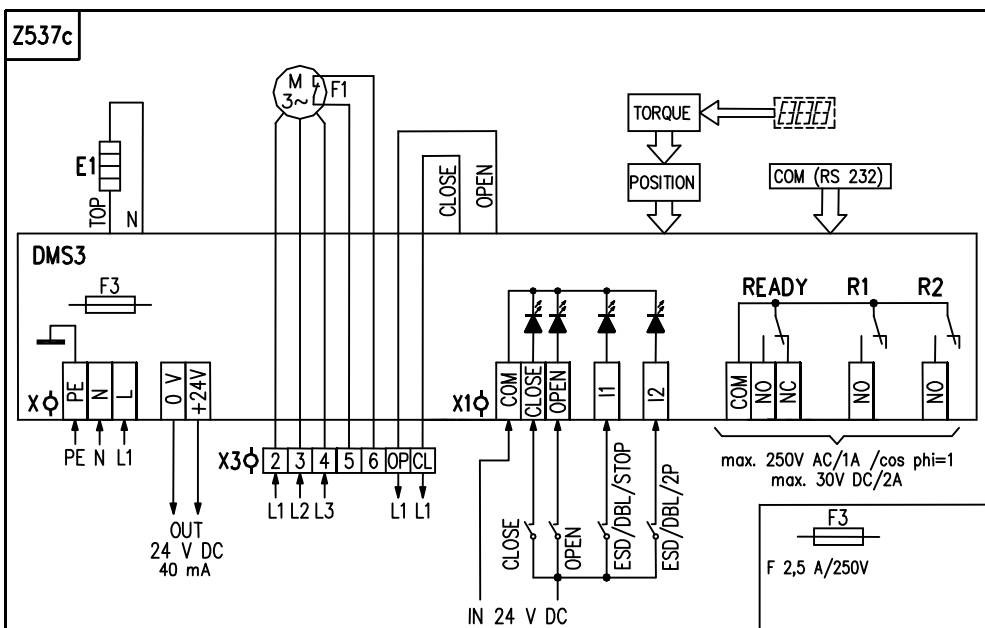 Z537c
M
3~
F1
E1
TOP
N
CLOSE
OPEN
TORQUE
POSITION
COM (RS 232)
DMS3
F3
READY
R1
R2
X
PE
N
L
0 V
+24V
X1
COM
CLOSE
OPEN
I1
I2
COM
NO
NC
NO
NO
PE N L1
X3
2
3
4
5
6
OP
CL
L1 L2 L3
L1 L1
OUT
24 V DC
40 mA
CLOSE
OPEN
ESD/DBL/STOP
ESD/DBL/2P
IN 24 V DC
max. 250V AC/1A /cos phi=1
max. 30V DC/2A
F3
F 2,5 A/250V